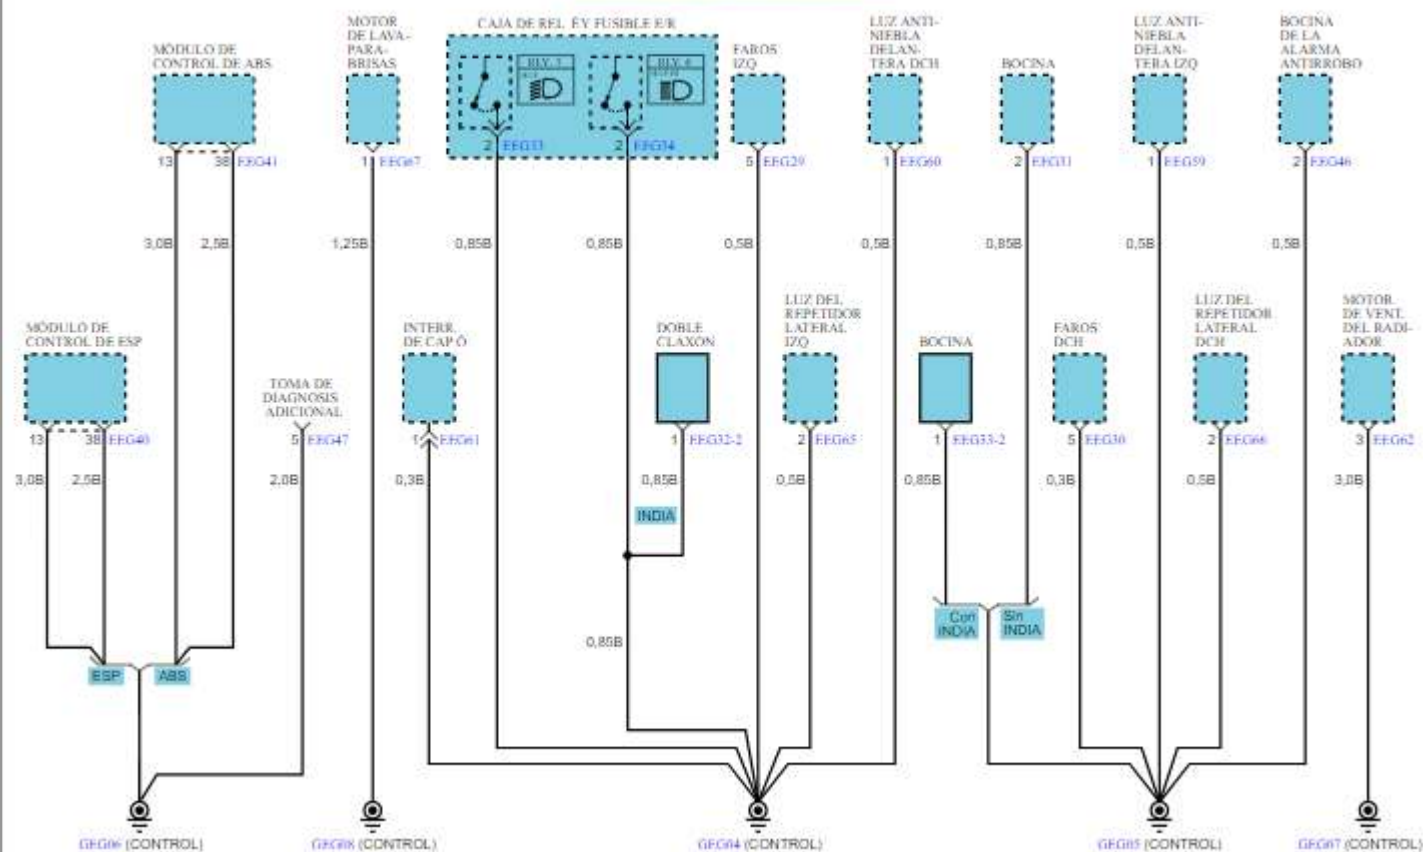 MÓDULO DE
CONTROL DE ABS
MOTOR
DE LAVA-
PARA-
BRISAS
CAJA DE REL ÉY FUSIBLE E/R
FAROS
IZQ
LUZ ANTI-
NIEBLA
DELAN-
TERA DCH
BOCINA
LUZ ANTI-
NIEBLA
DELAN-
TERA IZQ
BOCINA
DE LA
ALARMA
ANTIRROBO
RLY. 5
RLY. 6
13
38 EEG41
1 EEG67
2 EEG33
2 EEG34
5 EEG29
1 EEG60
2 EEG31
1 EEG59
2 EEG46
3,0B
2,5B
1,25B
0,85B
0,85B
0,5B
0,5B
0,85B
0,5B
0,5B
MÓDULO DE
CONTROL DE ESP
TOMA DE
DIAGNOSIS
ADICIONAL
INTERR.
DE CAP Ó
DOBLE
CLAXON
LUZ DEL
REPETIDOR
LATERAL
IZQ
BOCINA
FAROS
DCH
LUZ DEL
REPETIDOR
LATERAL
DCH
MOTOR
DE VENT.
DEL RADI-
ADOR
13
38 EEG40
5 EEG47
1 EEG61
1 EEG32-2
2 EEG65
1 EEG33-2
5 EEG30
2 EEG66
3 EEG62
3,0B
2,5B
2,0B
0,3B
0,85B
0,5B
0,85B
0,3B
0,5B
3,0B
INDIA
Con
INDIA
Sin
INDIA
0,85B
ESP
ABS
GEG06 (CONTROL)
GEG08 (CONTROL)
GEG04 (CONTROL)
GEG05 (CONTROL)
GEG07 (CONTROL)